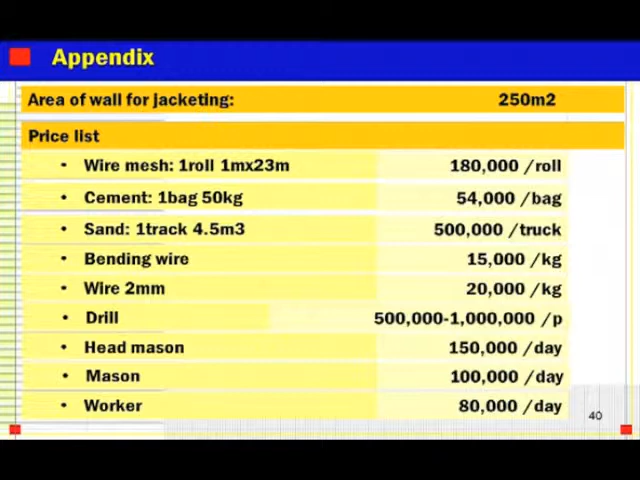 Appendix
Area of wall for jacketing: 250m2
Price list
• Wire mesh: 1roll 1mx23m 180,000 /roll
• Cement: 1bag 50kg 54,000 /bag
• Sand: 1track 4.5m3 500,000 /truck
• Bending wire 15,000 /kg
• Wire 2mm 20,000 /kg
• Drill 500,000-1,000,000 /p
• Head mason 150,000 /day
• Mason 100,000 /day
• Worker 80,000 /day
40